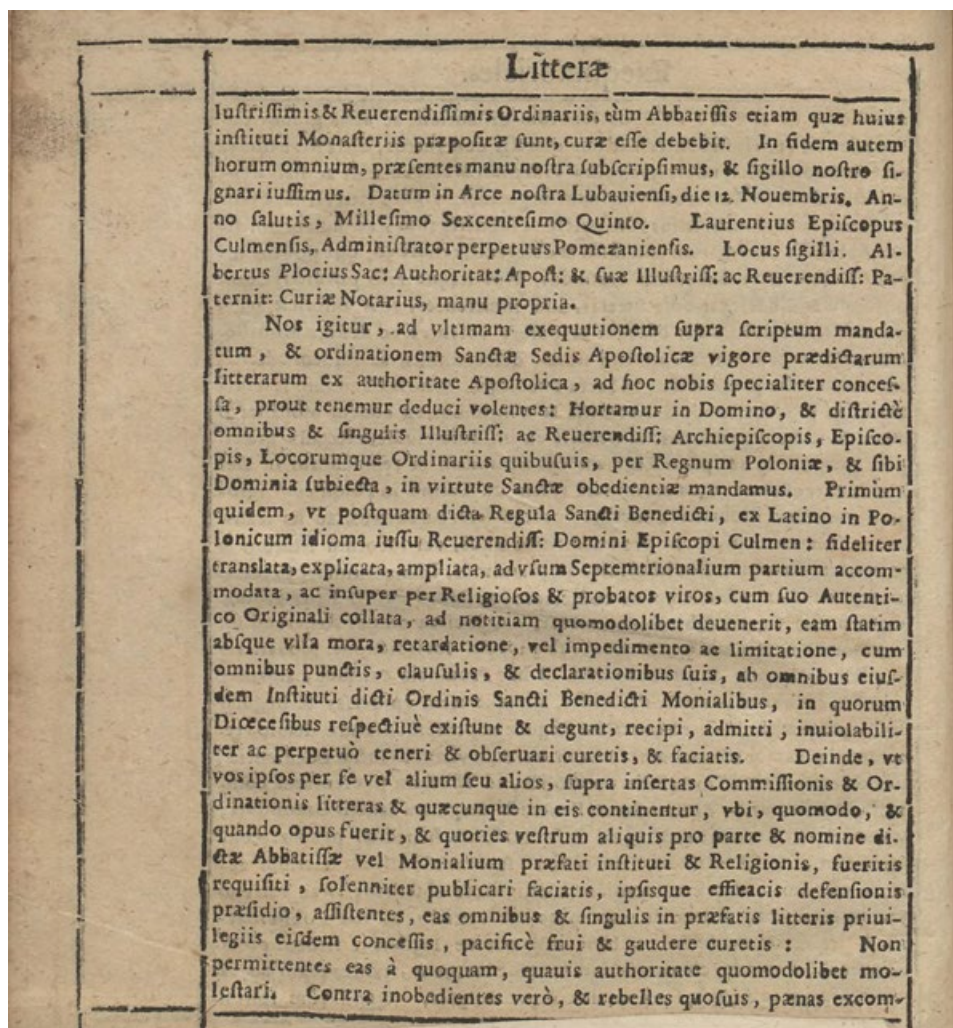 Litteræ
luſtriſſimis & Reuerendiſſimis Ordinariis, tùm Abbatiſſis etiam quæ huius
inſtituti Monaſteriis præpoſitæ ſunt, curæ eſſe debebit. In fidem autem
horum omnium, præſentes manu noſtra ſubſcripſimus, & ſigillo noſtro ſi-
gnari iuſſimus. Datum in Arce noſtra Lubauienſi, die 12. Nouembris. An-
no ſalutis, Milleſimo Sexcenteſimo Quinto. Laurentius Epiſcopus
Culmenſis, Adminiſtrator perpetuus Pomezanienſis. Locus ſigilli. Al-
bertus Plocius Sac: Authoritat: Apoſt: & ſuæ Illuſtriſſ: ac Reuerendiſſ: Pa-
ternit: Curiæ Notarius, manu propria.
Nos igitur, ad vltimam exequutionem ſupra ſcriptum manda-
tum, & ordinationem Sanctæ Sedis Apoſtolicæ vigore prædictarum
litterarum ex authoritate Apoſtolica, ad hoc nobis ſpecialiter conceſ-
ſa, prout tenemur deduci volentes: Hortamur in Domino, & diſtrictè
omnibus & ſingulis Illuſtriſſ: ac Reuerendiſſ: Archiepiſcopis, Epiſco-
pis, Locorumque Ordinariis quibuſuis, per Regnum Poloniæ, & ſibi
Dominia ſubiecta, in virtute Sanctæ obedientiæ mandamus. Primùm
quidem, vt poſtquam dicta Regula Sancti Benedicti, ex Latino in Po-
lonicum idioma iuſſu Reuerendiſſ: Domini Epiſcopi Culmen: fideliter
translata, explicata, ampliata, ad vſum Septemtrionalium partium accom-
modata, ac inſuper per Religioſos & probatos viros, cum ſuo Autenti-
co Originali collata, ad notitiam quomodolibet deuenerit, eam ſtatim
abſque vlla mora, retardatione, vel impedimento ac limitatione, cum
omnibus punctis, clauſulis, & declarationibus ſuis, ab omnibus eiuſ-
dem Inſtituti dicti Ordinis Sancti Benedicti Monialibus, in quorum
Diœceſibus reſpectiuè exiſtunt & degunt, recipi, admitti, inuiolabili-
ter ac perpetuò teneri & obſeruari curetis, & faciatis. Deinde, vt
vos ipſos per ſe vel alium ſeu alios, ſupra inſertas Commiſſionis & Or-
dinationis litteras & quæcunque in eis continentur, vbi, quomodo, &
quando opus fuerit, & quoties veſtrum aliquis pro parte & nomine di-
ctæ Abbatiſſæ vel Monialium præfati inſtituti & Religionis, fueritis
requiſiti, ſolenniter publicari faciatis, ipſisque efficacis defenſionis
præſidio, aſſiſtentes, eas omnibus & ſingulis in præfatis litteris priui-
legiis eiſdem conceſſis, pacificè frui & gaudere curetis: Non
permittentes eas à quoquam, quauis authoritate quomodolibet mo-
leſtari. Contra inobedientes verò, & rebelles quoſuis, pænas excom-